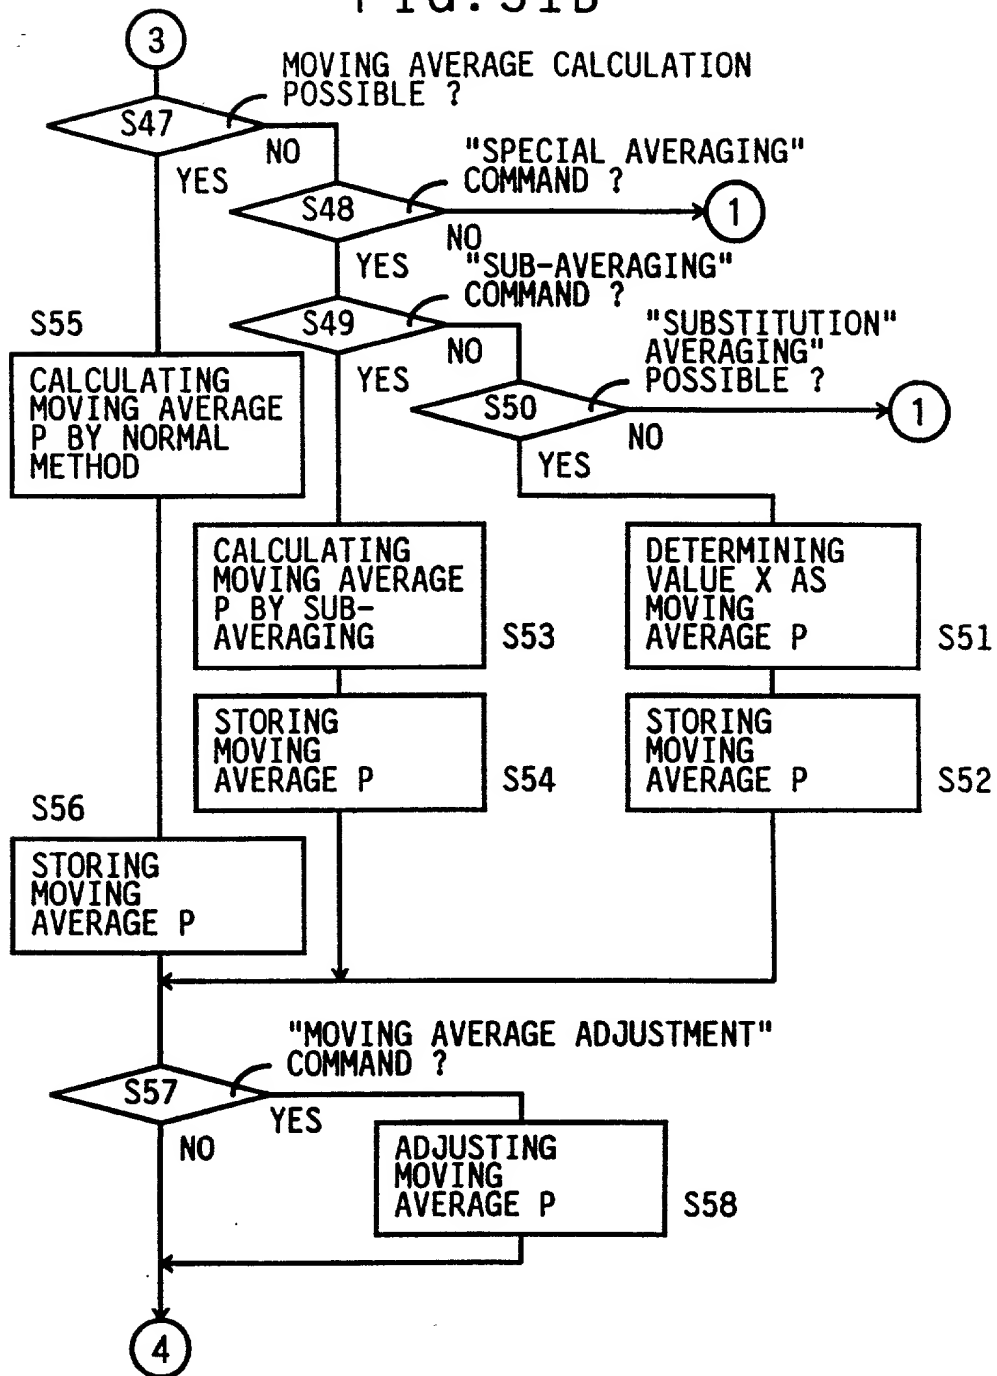 FIG.31B
3
MOVING AVERAGE CALCULATION
POSSIBLE ?
S47
NO
YES
"SPECIAL AVERAGING"
COMMAND ?
S48
1
NO
YES
"SUB-AVERAGING"
COMMAND ?
S49
NO
YES
"SUBSTITUTION"
AVERAGING"
POSSIBLE ?
S50
1
NO
YES
S55
CALCULATING
MOVING AVERAGE
P BY NORMAL
METHOD
CALCULATING
MOVING AVERAGE
P BY SUB-
AVERAGING
S53
DETERMINING
VALUE X AS
MOVING
AVERAGE P
S51
STORING
MOVING
AVERAGE P
S54
STORING
MOVING
AVERAGE P
S52
S56
STORING
MOVING
AVERAGE P
"MOVING AVERAGE ADJUSTMENT"
COMMAND ?
S57
YES
NO
ADJUSTING
MOVING
AVERAGE P
S58
4